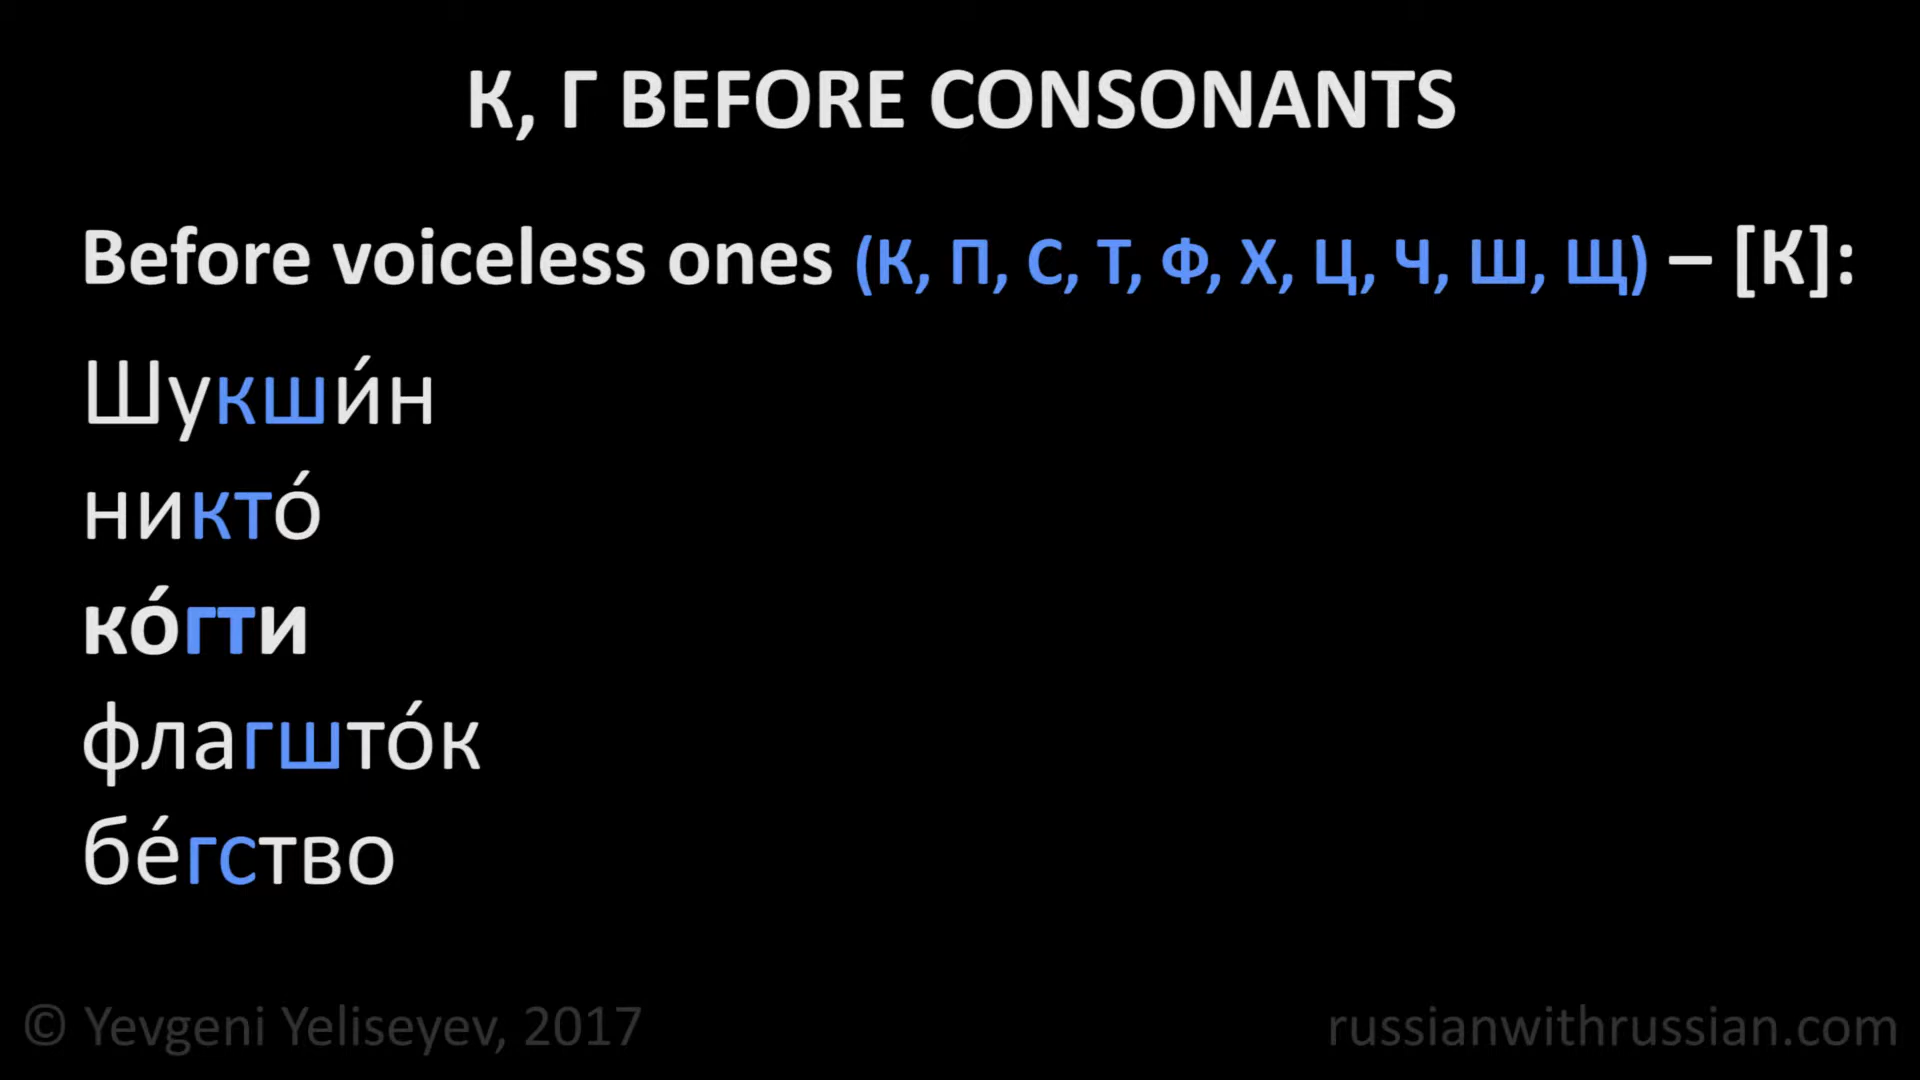 К, Г BEFORE CONSONANTS
Before voiceless ones (К, П, С, Т, Ф, Х, Ц, Ч, Ш, Щ) – [К]:
Шукши́н
никто́
ко́гти
флагшто́к
бе́гство
© Yevgeni Yeliseyev, 2017
russianwithrussian.com